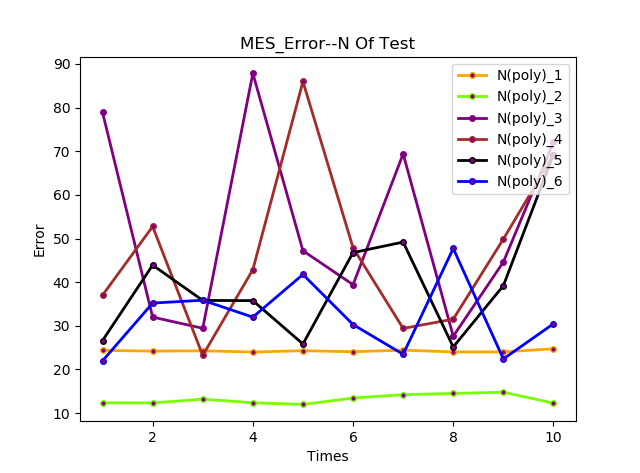 MES_Error--N Of Test
Error
90
80
70
60
50
40
30
20
10
2
4
6
8
10
Times
N(poly)_1
N(poly)_2
N(poly)_3
N(poly)_4
N(poly)_5
N(poly)_6